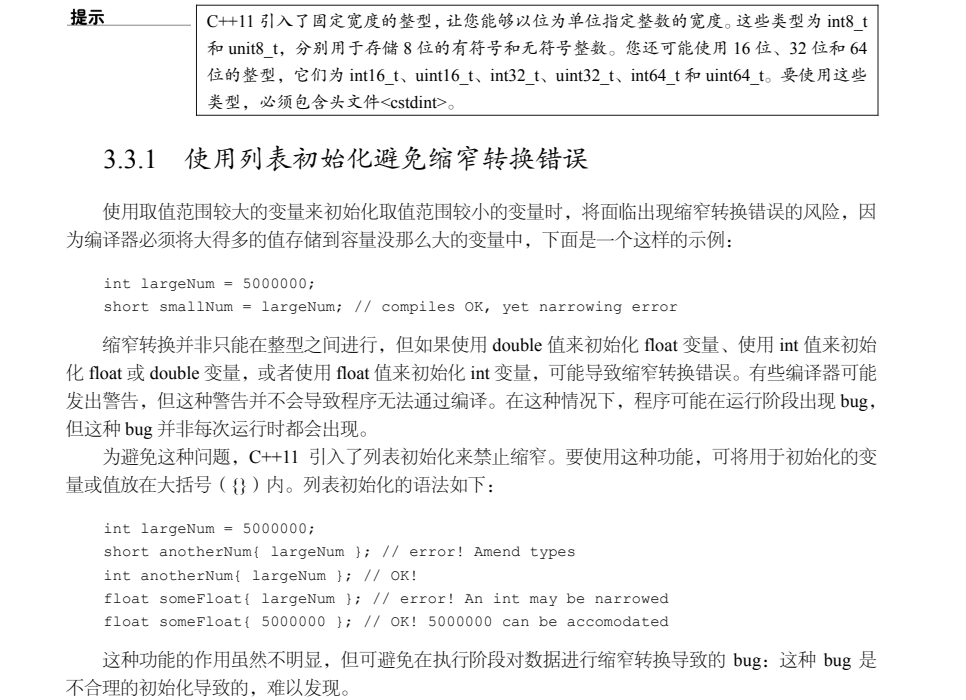 提示
C++11 引入了固定宽度的整型，让您能够以位为单位指定整数的宽度。这些类型为 int8_t
和 unit8_t，分别用于存储 8 位的有符号和无符号整数。您还可能使用 16 位、32 位和 64
位的整型，它们为 int16_t、uint16_t、int32_t、uint32_t、int64_t 和 uint64_t。要使用这些
类型，必须包含头文件<cstdint>。
3.3.1 使用列表初始化避免缩窄转换错误
使用取值范围较大的变量来初始化取值范围较小的变量时，将面临出现缩窄转换错误的风险，因
为编译器必须将大得多的值存储到容量没那么大的变量中，下面是一个这样的示例：
int largeNum = 5000000;
short smallNum = largeNum; // compiles OK, yet narrowing error
缩窄转换并非只能在整型之间进行，但如果使用 double 值来初始化 float 变量、使用 int 值来初始
化 float 或 double 变量，或者使用 float 值来初始化 int 变量，可能导致缩窄转换错误。有些编译器可能
发出警告，但这种警告并不会导致程序无法通过编译。在这种情况下，程序可能在运行阶段出现 bug，
但这种 bug 并非每次运行时都会出现。
为避免这种问题，C++11 引入了列表初始化来禁止缩窄。要使用这种功能，可将用于初始化的变
量或值放在大括号（{}）内。列表初始化的语法如下：
int largeNum = 5000000;
short anotherNum{ largeNum }; // error! Amend types
int anotherNum{ largeNum }; // OK!
float someFloat{ largeNum }; // error! An int may be narrowed
float someFloat{ 5000000 }; // OK! 5000000 can be accomodated
这种功能的作用虽然不明显，但可避免在执行阶段对数据进行缩窄转换导致的 bug：这种 bug 是
不合理的初始化导致的，难以发现。